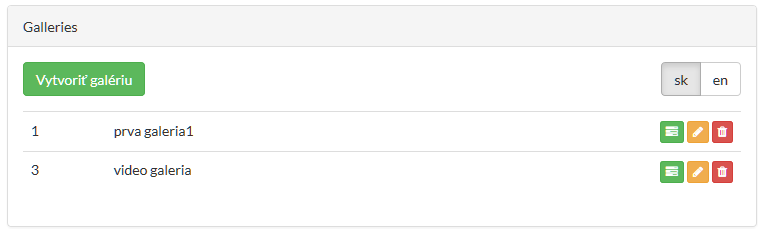 Galleries
Vytvoriť galériu
sk en
1 prva galeria1
3 video galeria